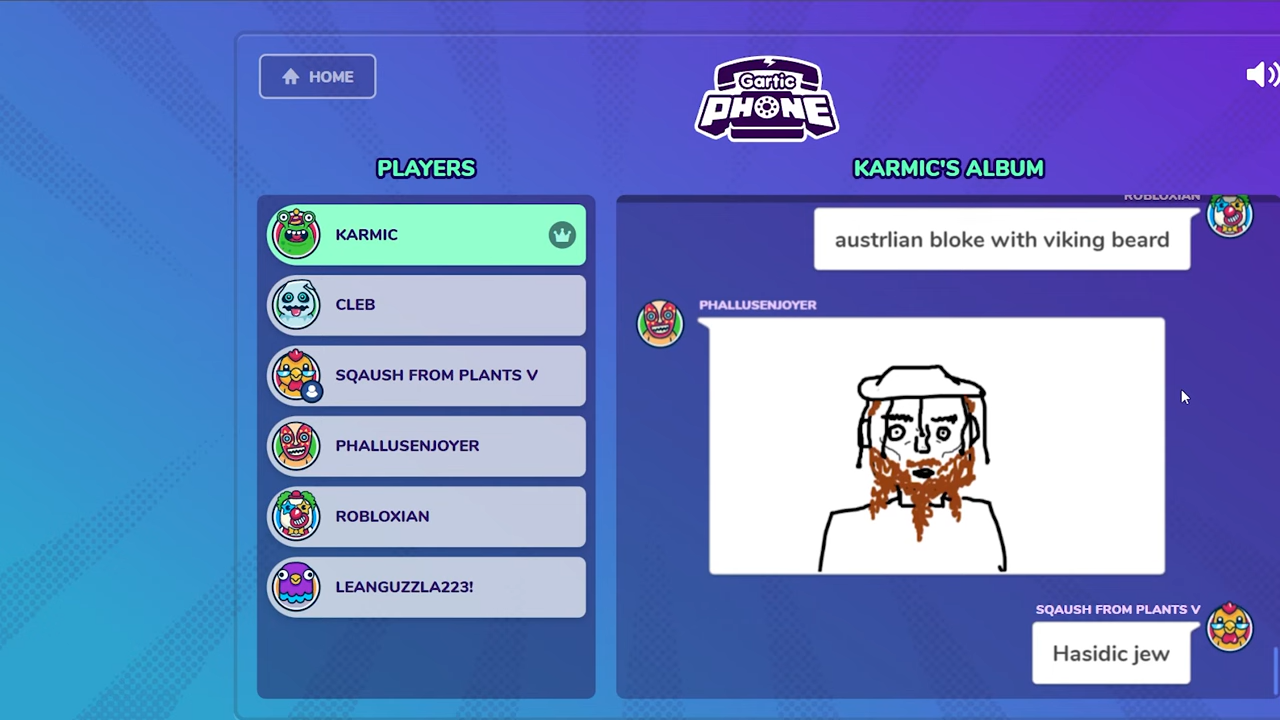 HOME
Gartic
PHONE
PLAYERS
KARMIC
CLEB
SQAUSH FROM PLANTS V
PHALLUSENJOYER
ROBLOXIAN
LEANGUZZLA223!
KARMIC'S ALBUM
ROBLOXIAN
austrlian bloke with viking beard
PHALLUSENJOYER
SQAUSH FROM PLANTS V
Hasidic jew